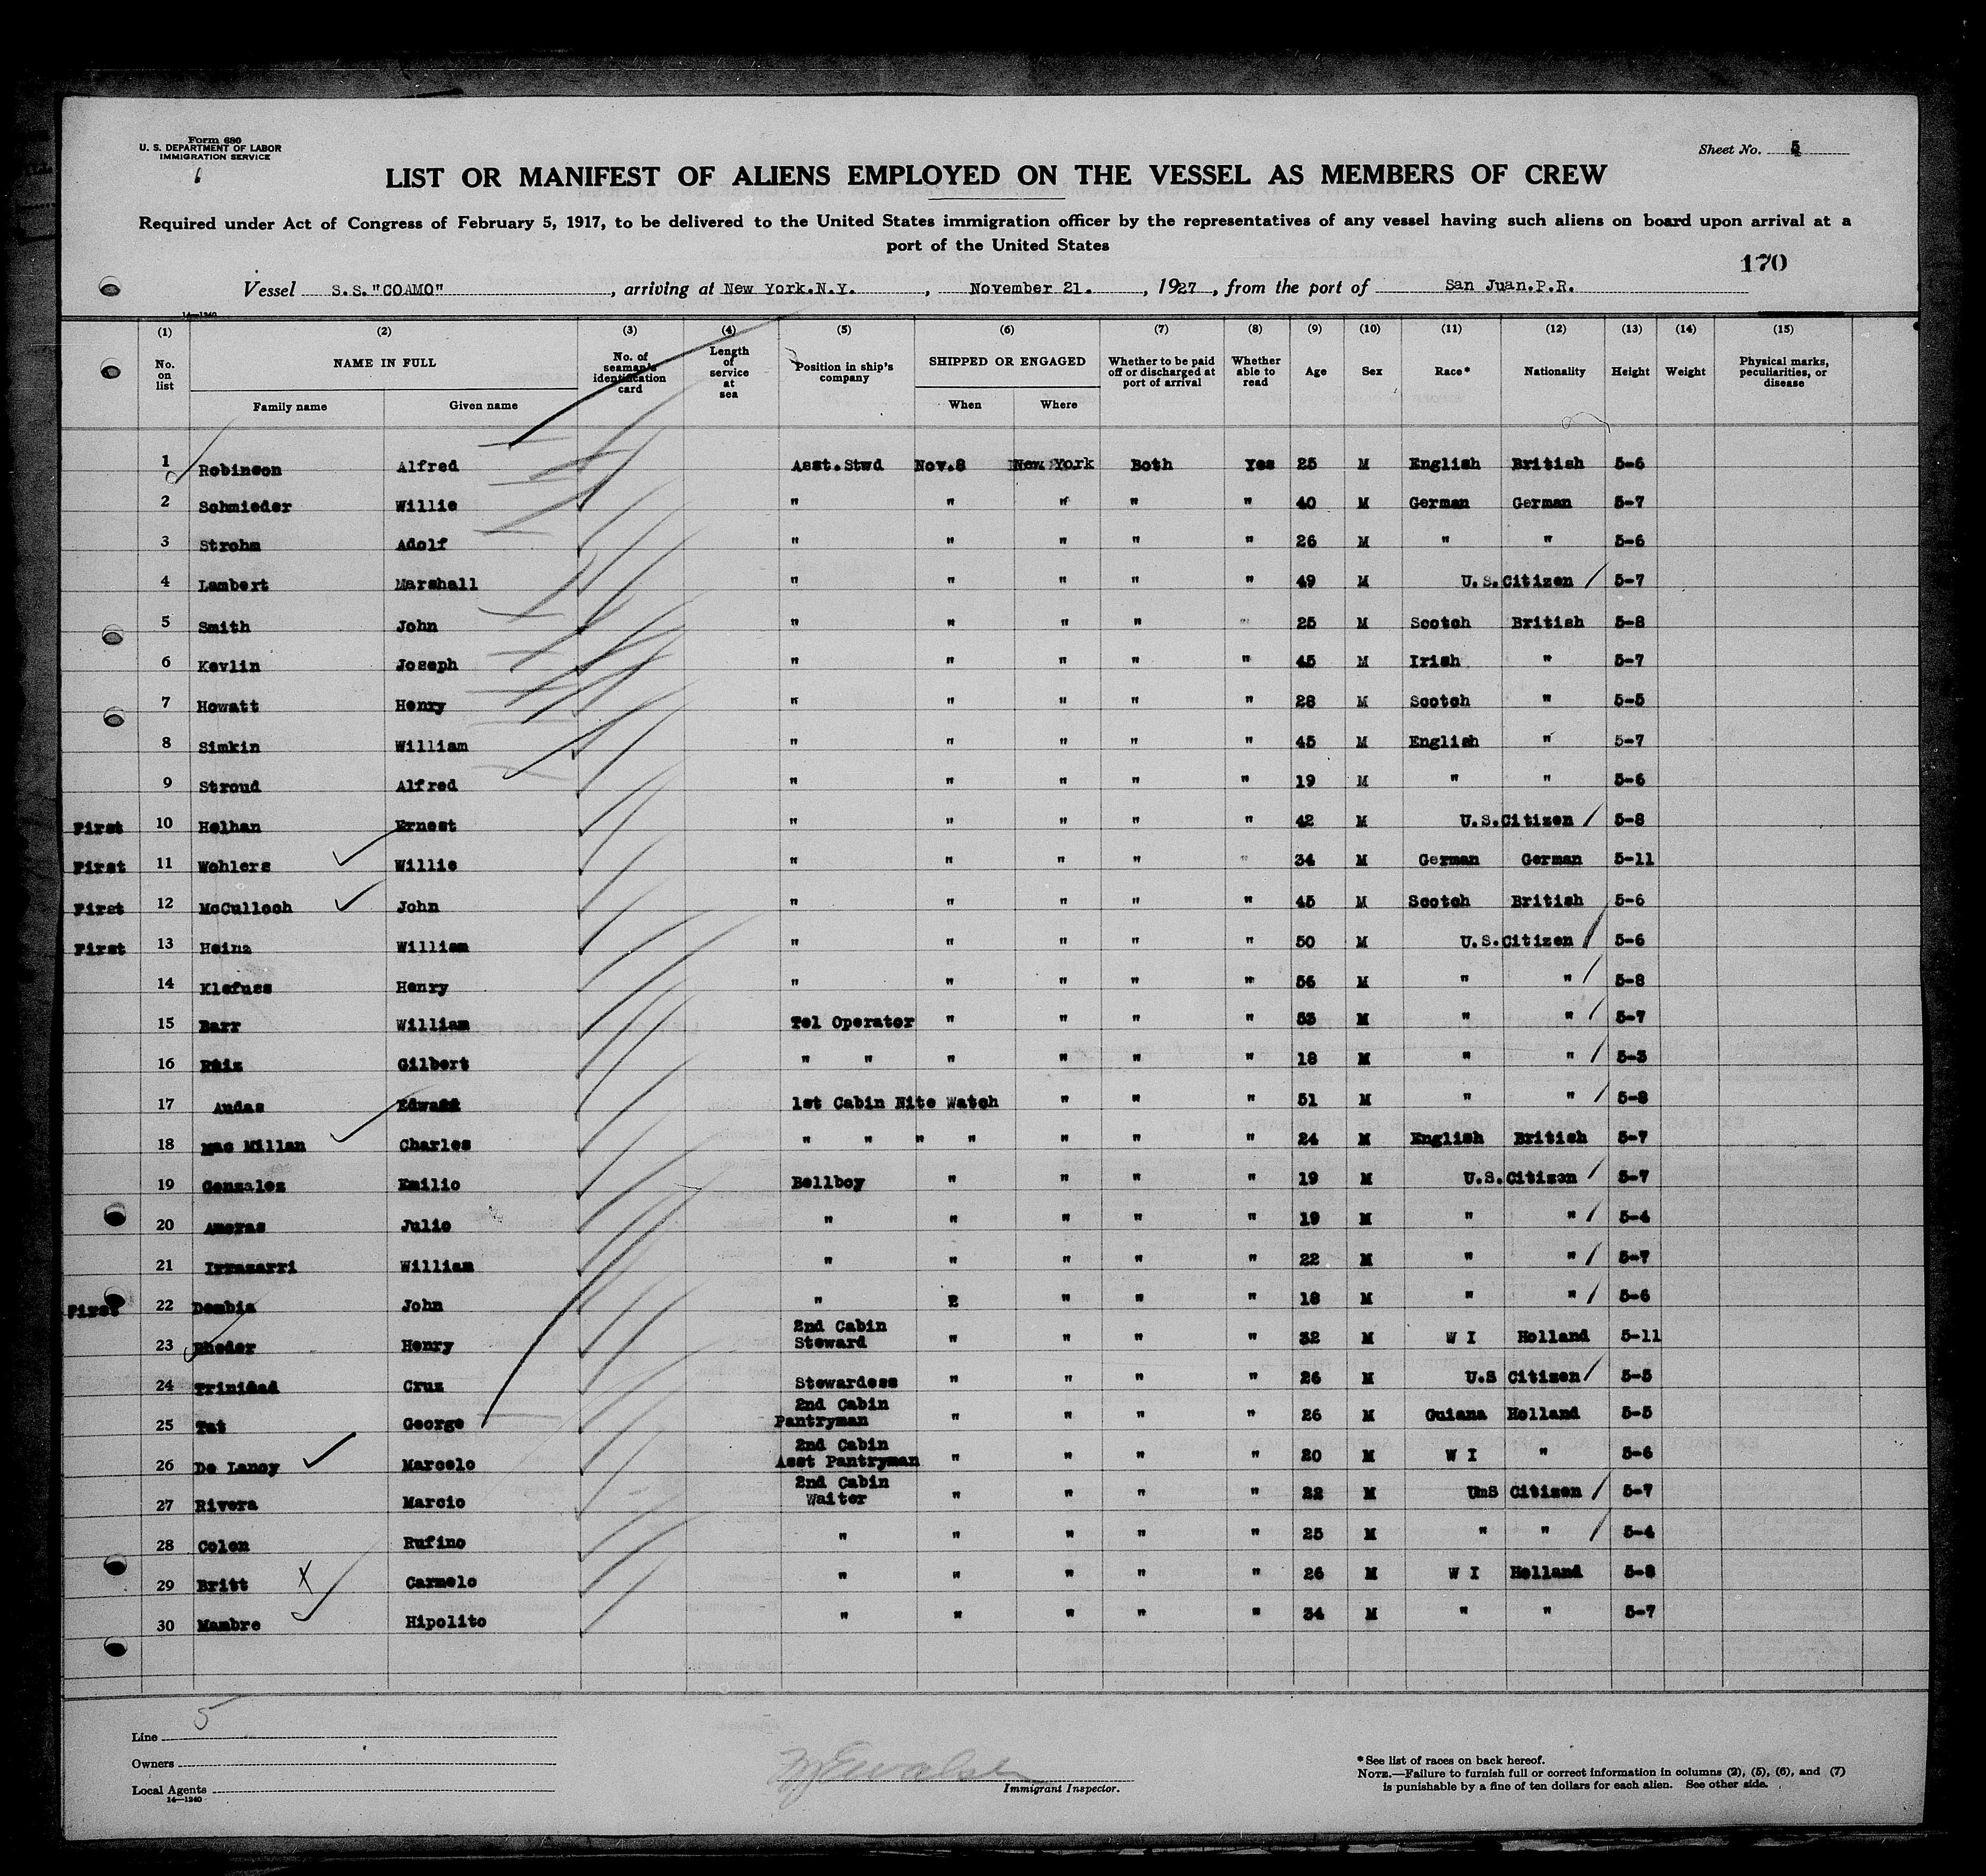 Form 680
U. S. DEPARTMENT OF LABOR
IMMIGRATION SERVICE
Sheet No. 5
LIST OR MANIFEST OF ALIENS EMPLOYED ON THE VESSEL AS MEMBERS OF CREW
Required under Act of Congress of February 5, 1917, to be delivered to the United States immigration officer by the representatives of any vessel having such aliens on board upon arrival at a
port of the United States
170
Vessel S.S."COAMO", arriving at New York.N.Y., November 21., 1927, from the port of San Juan.P.R.
14—1240
(1) (2) (3) (4) (5) (6) (7) (8) (9) (10) (11) (12) (13) (14) (15)
No. on list NAME IN FULL Family name Given name No. of seaman's identification card Length of service at sea Position in ship's company SHIPPED OR ENGAGED When Where Whether to be paid off or discharged at port of arrival Whether able to read Age Sex Race* Nationality Height Weight Physical marks, peculiarities, or disease
1 Robinson Alfred Asst.Stwd Nov.8 New York Both Yes 25 M English British 5-6
2 Schmieder Willie " " " " " 40 M German German 5-7
3 Strohm Adolf " " " " " 26 M " " 5-6
4 Lambert Marshall " " " " " 49 M U.S.Citizen 5-7
5 Smith John " " " " " 25 M Scotch British 5-8
6 Kevlin Joseph " " " " " 45 M Irish " 5-7
7 Howatt Henry " " " " " 28 M Scotch " 5-5
8 Simkin William " " " " " 45 M English " 5-7
9 Stroud Alfred " " " " " 19 M " " 5-6
First 10 Helhan Ernest " " " " " 42 M U.S.Citizen 5-8
First 11 Wohlers Willie " " " " " 34 M German German 5-11
First 12 McCulloch John " " " " " 45 M Scotch British 5-6
First 13 Heinz William " " " " " 50 M U.S.Citizen 5-6
14 Klefuss Henry " " " " " 56 M " " 5-8
15 Barr William Tel Operator " " " " 53 M " " 5-7
16 Ruiz Gilbert " " " " " " 18 M " " 5-3
17 Audas 1st Cabin Nite Watch " " " 51 M " " 5-8
18 Mac Millan Charles " " " " " " " 24 M English British 5-7
19 Gonzalez Emilio Bellboy " " " " 19 M U.S.Citizen 5-7
20 Ameras Julio " " " " " 19 M " " 5-4
21 Irrazarri William " " " " " 22 M " " 5-7
First 22 Dembia John " 2 " " " 18 M " " 5-6
23 Rheder Henry 2nd Cabin Steward " " " " 32 M W I Holland 5-11
24 Trinidad Cruz Stewardess " " " " 26 M U.S Citizen 5-5
25 Tat George 2nd Cabin Pantryman " " " " 26 M Guiana Holland 5-5
26 De Lancy Marcelo 2nd Cabin Asst Pantryman " " " " 20 M W I " 5-6
27 Rivera Marcio 2nd Cabin Waiter " " " " 22 M UmS Citizen 5-7
28 Colon Rufino " " " " " 25 M " " 5-4
29 Britt X Carmelo " " " " " 26 M W I Holland 5-8
30 Mambre Hipolito " " " " " 34 M " " 5-7
5
Line
Owners
Local Agents
14—1240
Immigrant Inspector.
*See list of races on back hereof.
NOTE.—Failure to furnish full or correct information in columns (2), (5), (6), and (7)
is punishable by a fine of ten dollars for each alien. See other side.